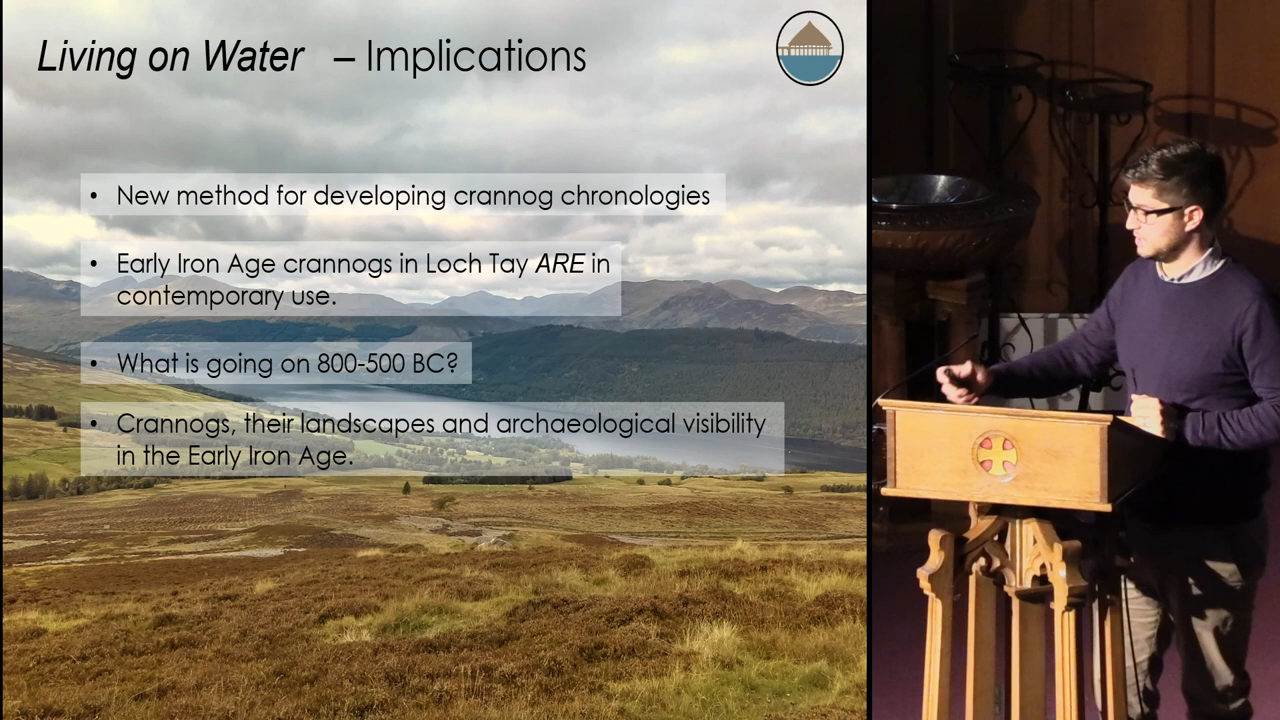 Living on Water – Implications
• New method for developing crannog chronologies
• Early Iron Age crannogs in Loch Tay ARE in
contemporary use.
• What is going on 800-500 BC?
• Crannogs, their landscapes and archaeological visibility
in the Early Iron Age.